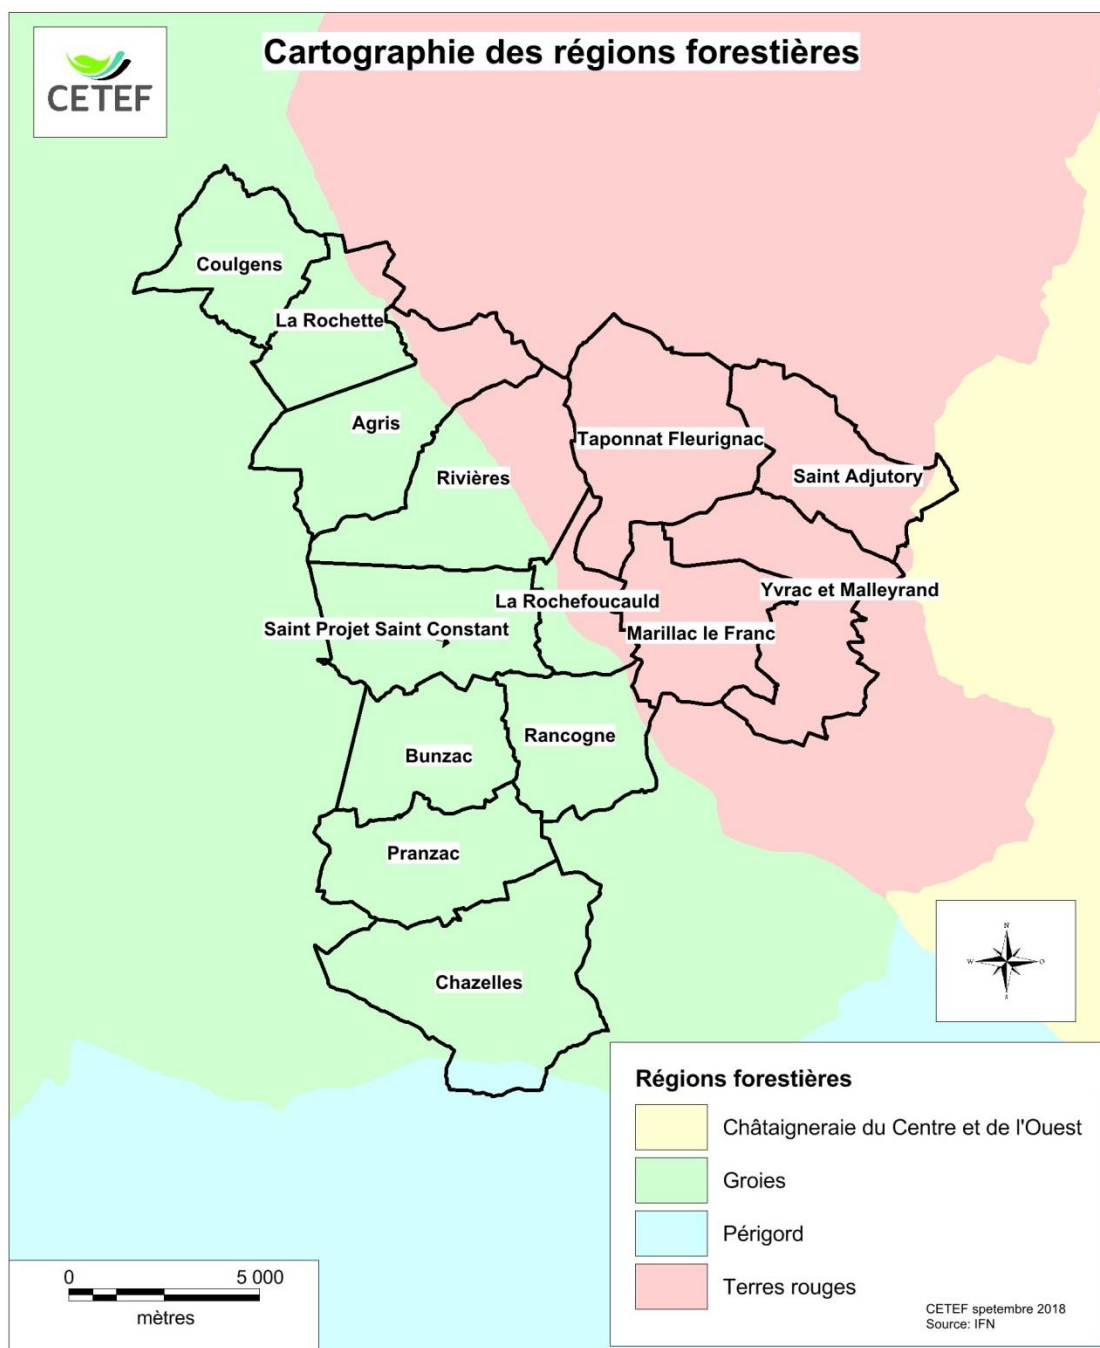 Cartographie des régions forestières
CETEF
Coulgens
La Rochette
Agris
Rivières
Taponnat Fleurignac
Saint Adjutory
Yvrac et Malleyrand
La Rochefoucauld
Saint Projet Saint Constant
Marillac le Franc
Rancogne
Bunzac
Pranzac
Chazelles
N
W
O
S
Régions forestières
Châtaigneraie du Centre et de l'Ouest
Groies
Périgord
Terres rouges
CETEF spetembre 2018
Source: IFN
0 5 000
mètres